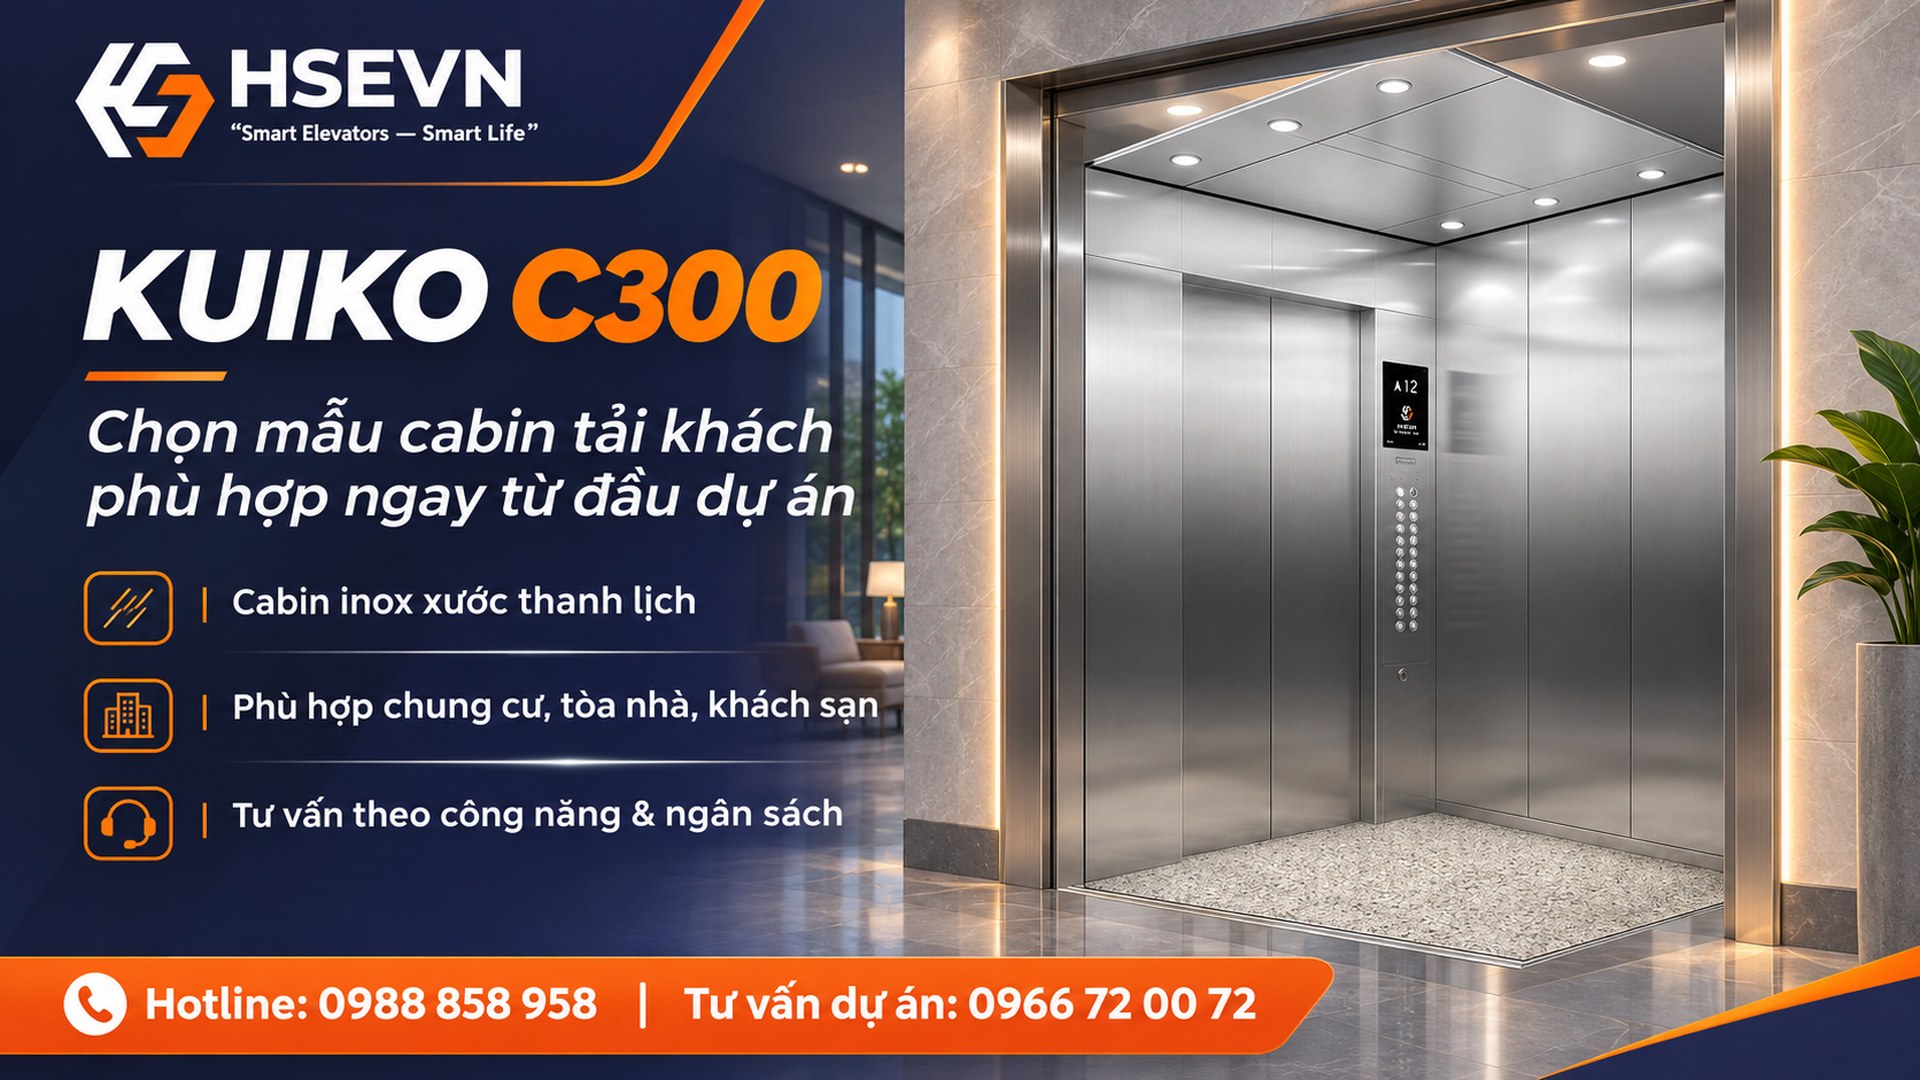 HSEVN
“Smart Elevators — Smart Life”
KUIKO C300
Chọn mẫu cabin tải khách
phù hợp ngay từ đầu dự án
Cabin inox xước thanh lịch
Phù hợp chung cư, tòa nhà, khách sạn
Tư vấn theo công năng & ngân sách
A 12
Hotline: 0988 858 958 | Tư vấn dự án: 0966 72 00 72